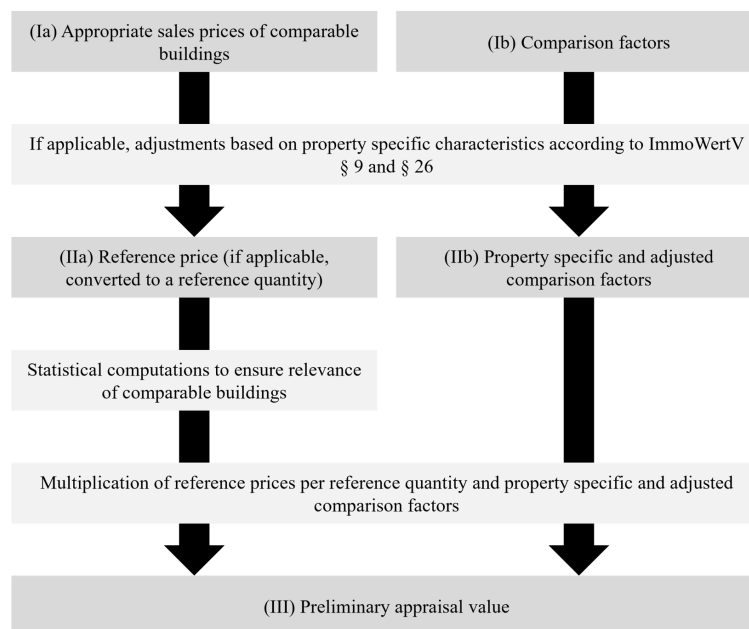 (Ia) Appropriate sales prices of comparable
buildings
(Ib) Comparison factors
If applicable, adjustments based on property specific characteristics according to ImmoWertV
§ 9 and § 26
(IIa) Reference price (if applicable,
converted to a reference quantity)
(IIb) Property specific and adjusted
comparison factors
Statistical computations to ensure relevance
of comparable buildings
Multiplication of reference prices per reference quantity and property specific and adjusted
comparison factors
(III) Preliminary appraisal value